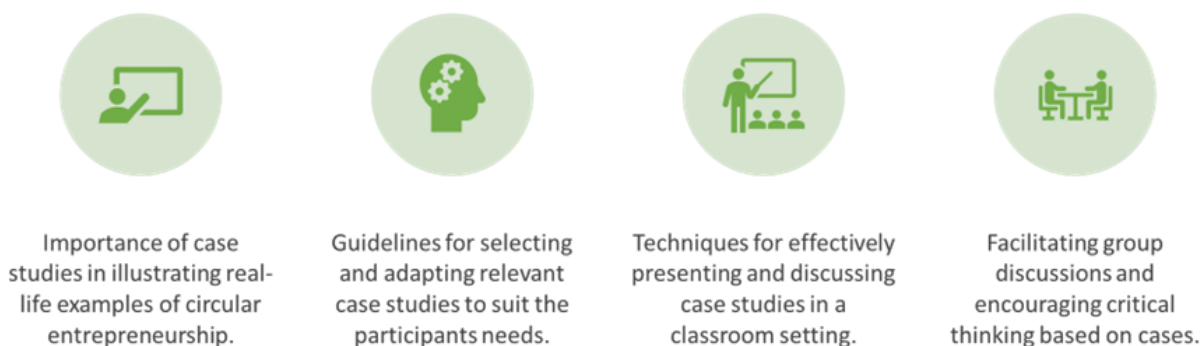 Importance of case
studies in illustrating real-
life examples of circular
entrepreneurship.
Guidelines for selecting
and adapting relevant
case studies to suit the
participants needs.
Techniques for effectively
presenting and discussing
case studies in a
classroom setting.
Facilitating group
discussions and
encouraging critical
thinking based on cases.